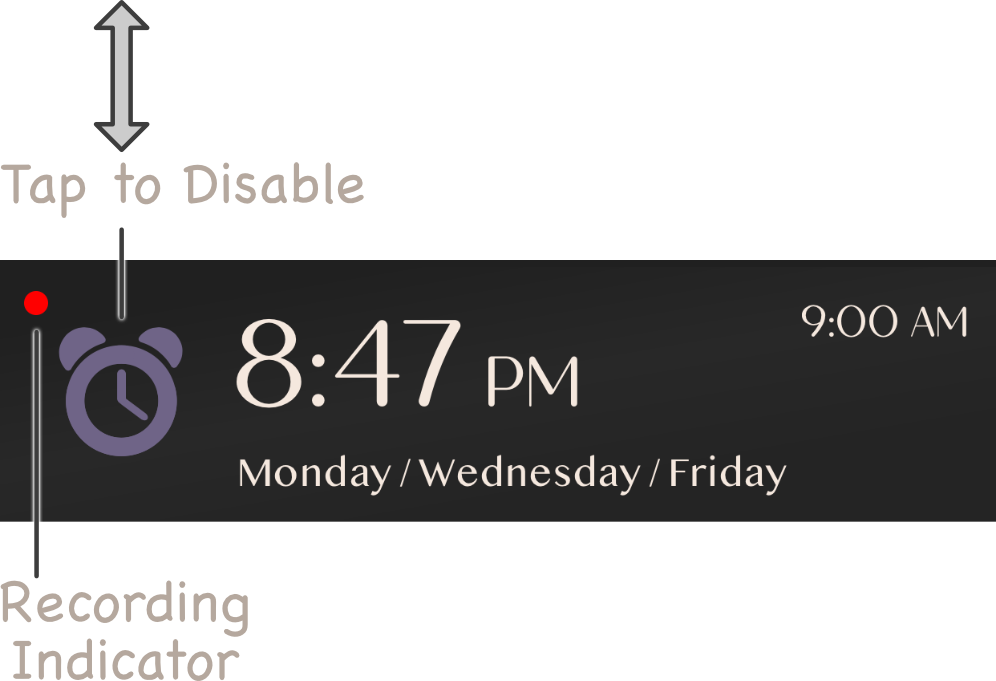 Tap to Disable
9:00 AM
8:47 PM
Monday / Wednesday / Friday
Recording
Indicator